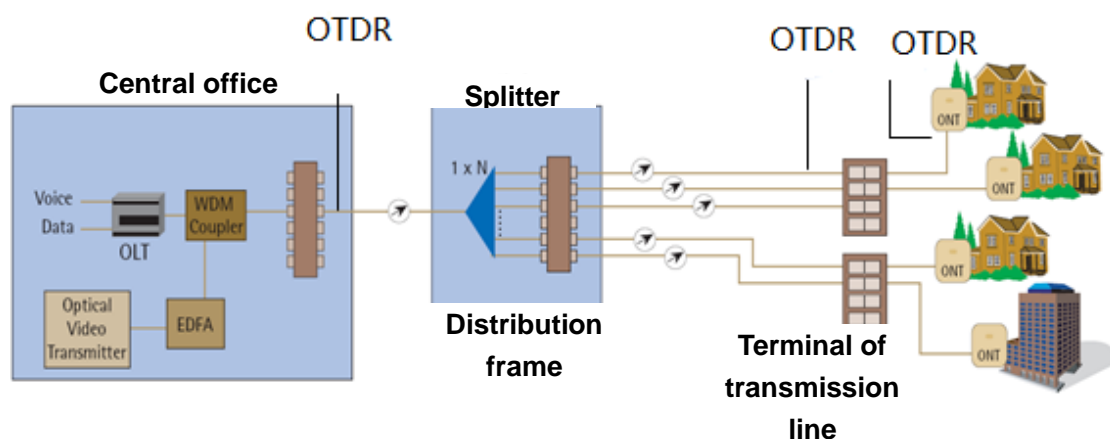 OTDR
OTDR
OTDR
Central office
Splitter
ONT
1 x N
Voice
Data
WDM
Coupler
OLT
ONT
ONT
Optical
Video
Transmitter
EDFA
Distribution
frame
Terminal of
transmission
line
ONT